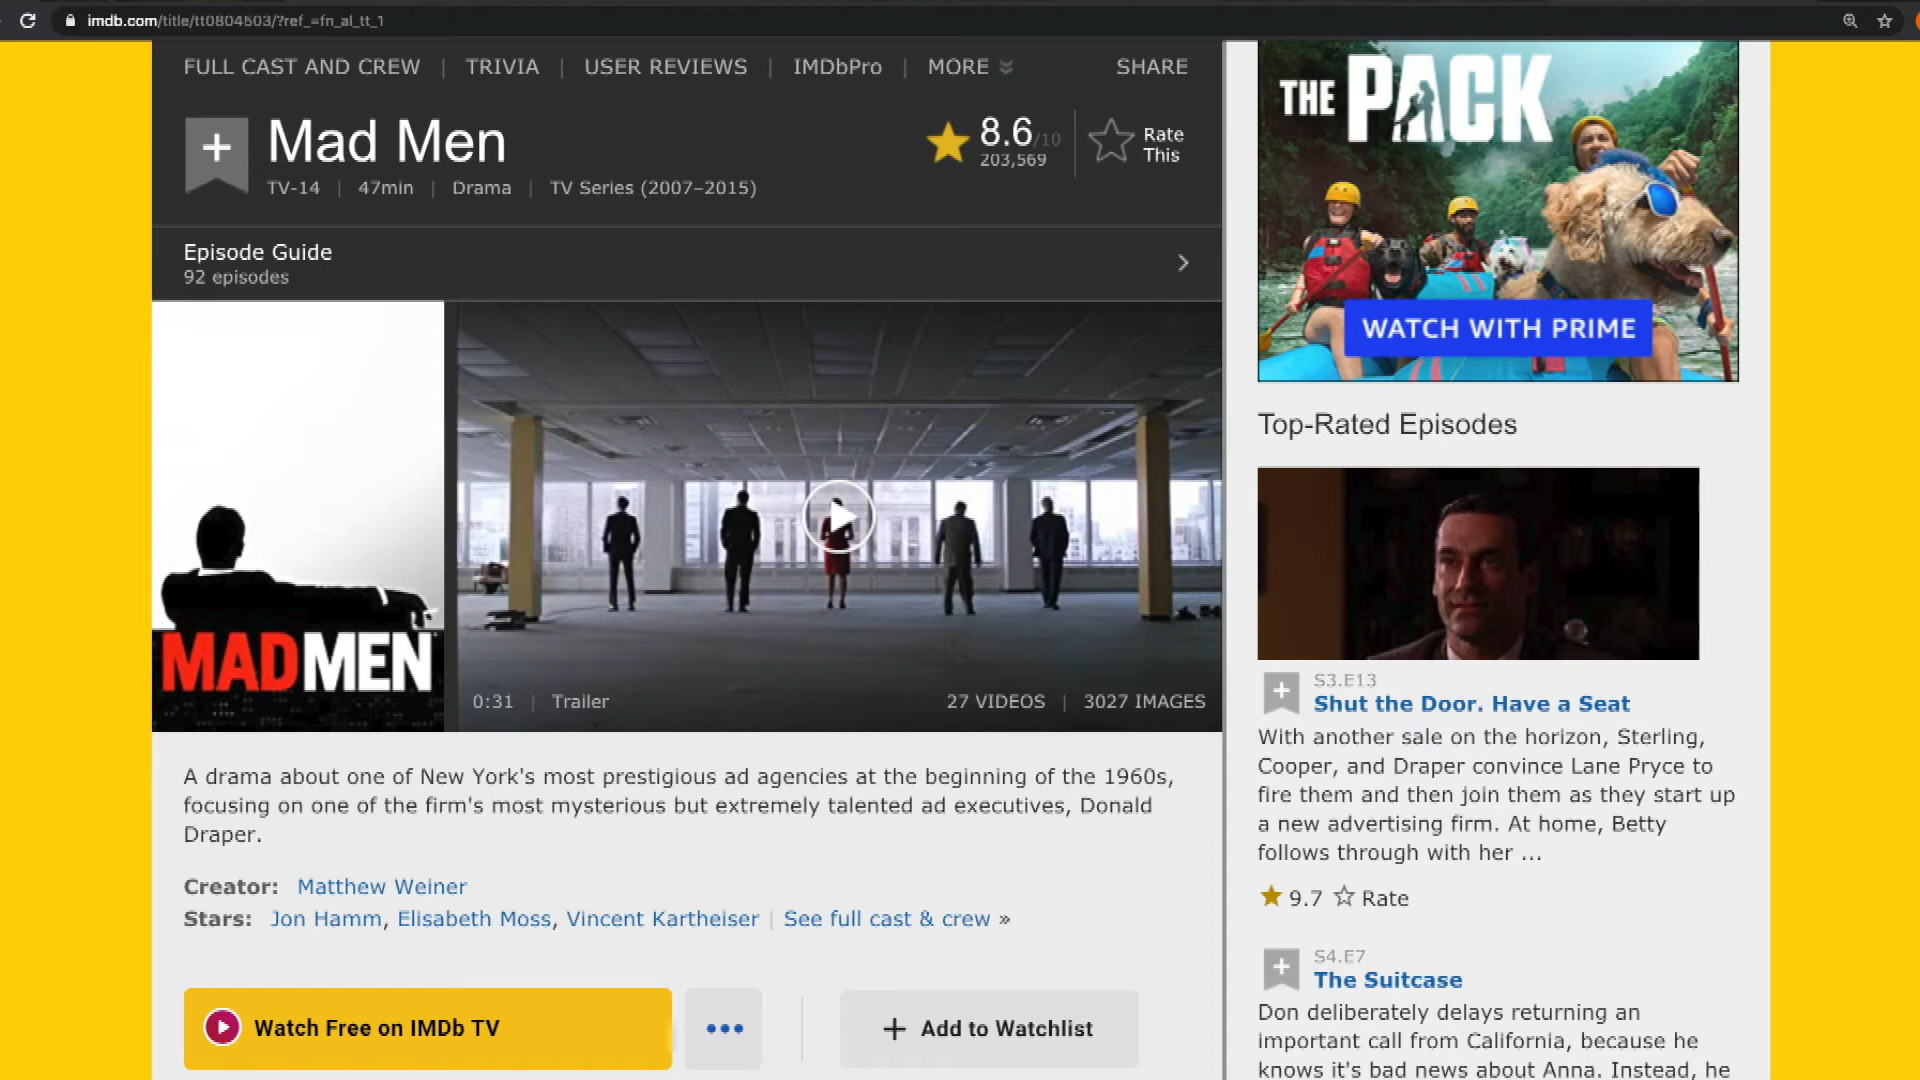 imdb.com/title/tt0804503/?ref_=fn_al_tt_1
FULL CAST AND CREW | TRIVIA | USER REVIEWS | IMDbPro | MORE SHARE
Mad Men
8.6/10
203,569
Rate This
TV-14 | 47min | Drama | TV Series (2007–2015)
Episode Guide
92 episodes
MADMEN
0:31 | Trailer
27 VIDEOS | 3027 IMAGES
A drama about one of New York's most prestigious ad agencies at the beginning of the 1960s,
focusing on one of the firm's most mysterious but extremely talented ad executives, Donald
Draper.
Creator: Matthew Weiner
Stars: Jon Hamm, Elisabeth Moss, Vincent Kartheiser | See full cast & crew »
Watch Free on IMDb TV
Add to Watchlist
THE PACK
WATCH WITH PRIME
Top-Rated Episodes
S3.E13
Shut the Door. Have a Seat
With another sale on the horizon, Sterling,
Cooper, and Draper convince Lane Pryce to
fire them and then join them as they start up
a new advertising firm. At home, Betty
follows through with her ...
9.7 Rate
S4.E7
The Suitcase
Don deliberately delays returning an
important call from California, because he
knows it's bad news about Anna. Instead, he